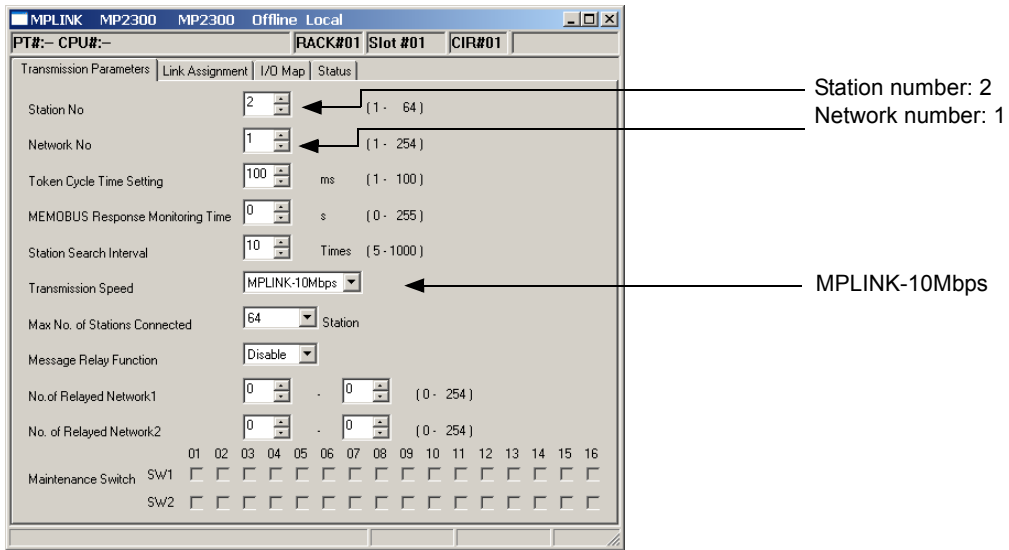 MPLINK MP2300 MP2300 Offline Local
PT#:– CPU#:– RACK#01 Slot #01 CIR#01
Transmission Parameters Link Assignment I/O Map Status
Station No 2 (1 - 64) Station number: 2
Network No 1 (1 - 254) Network number: 1
Token Cycle Time Setting 100 ms (1 - 100)
MEMOBUS Response Monitoring Time 0 s (0 - 255)
Station Search Interval 10 Times (5 - 1000)
Transmission Speed MPLINK-10Mbps MPLINK-10Mbps
Max No. of Stations Connected 64 Station
Message Relay Function Disable
No.of Relayed Network1 0 - 0 (0 - 254)
No. of Relayed Network2 0 - 0 (0 - 254)
01 02 03 04 05 06 07 08 09 10 11 12 13 14 15 16
Maintenance Switch SW1
SW2